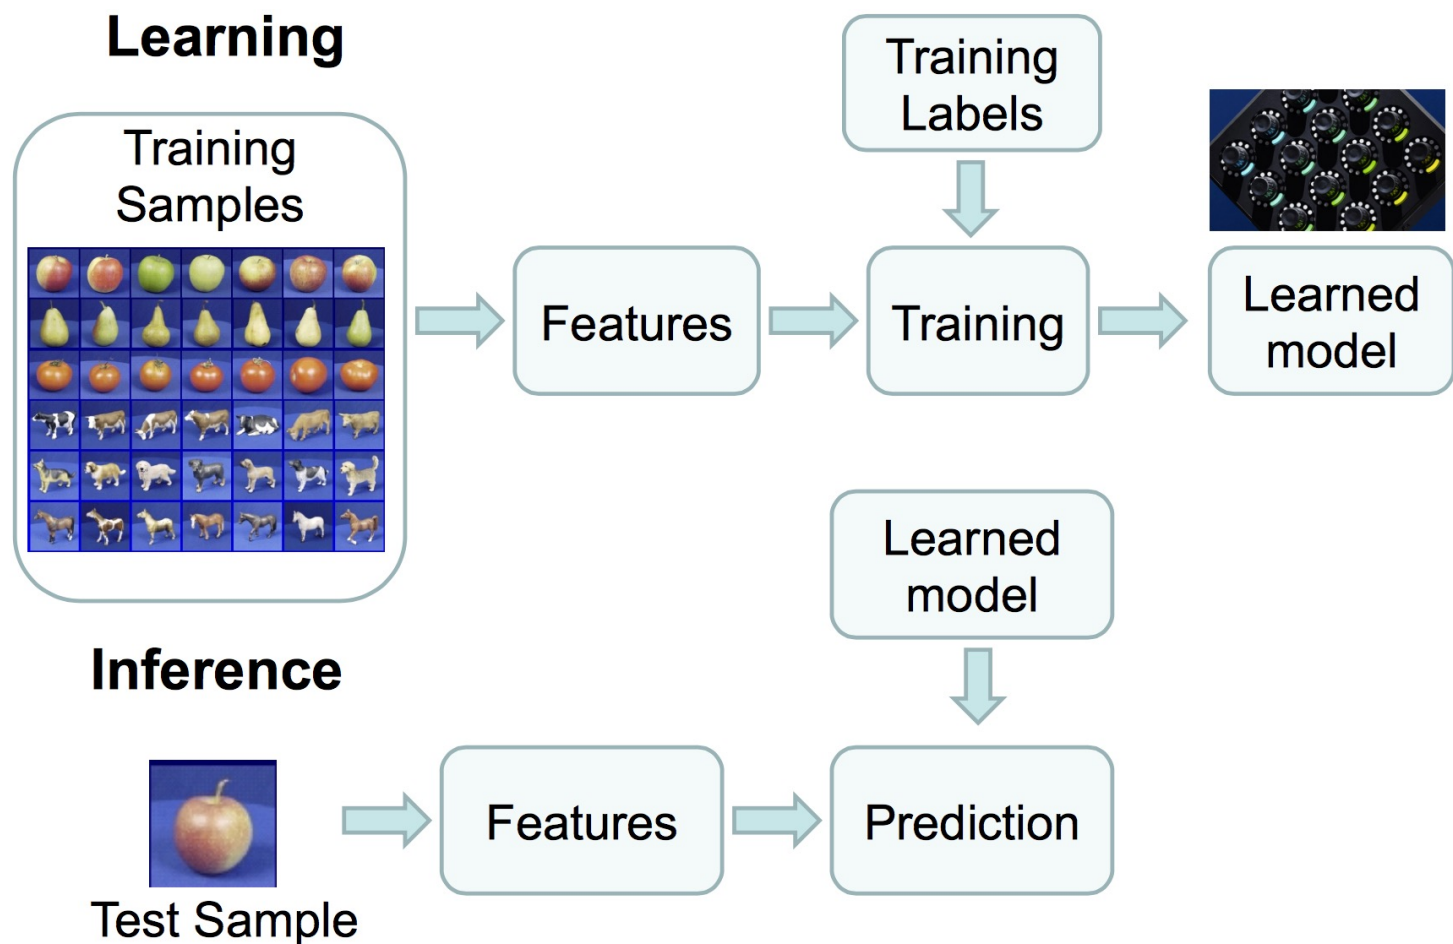 Learning
Training
Labels
Training
Samples
Features
Training
Learned
model
Learned
model
Inference
Features
Prediction
Test Sample